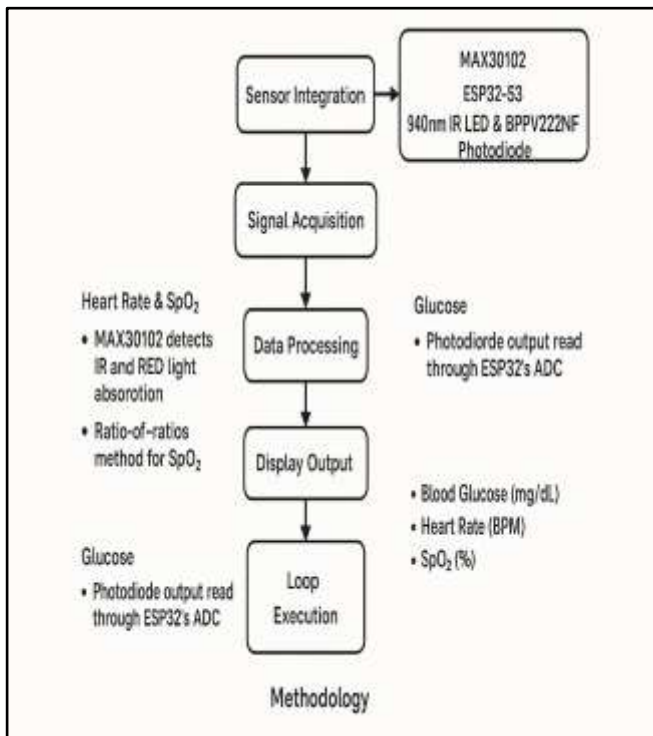 Sensor Integration
MAX30102
ESP32-S3
940nm IR LED & BPPV222NF
Photodiode
Signal Acquisition
Heart Rate & SpO₂
• MAX30102 detects
IR and RED light
absorotion
• Ratio-of-ratios
method for SpO₂
Data Processing
Glucose
• Photodiorde output read
through ESP32's ADC
Display Output
• Blood Glucose (mg/dL)
• Heart Rate (BPM)
• SpO₂ (%)
Glucose
• Photodiode output read
through ESP32's ADC
Loop
Execution
Methodology